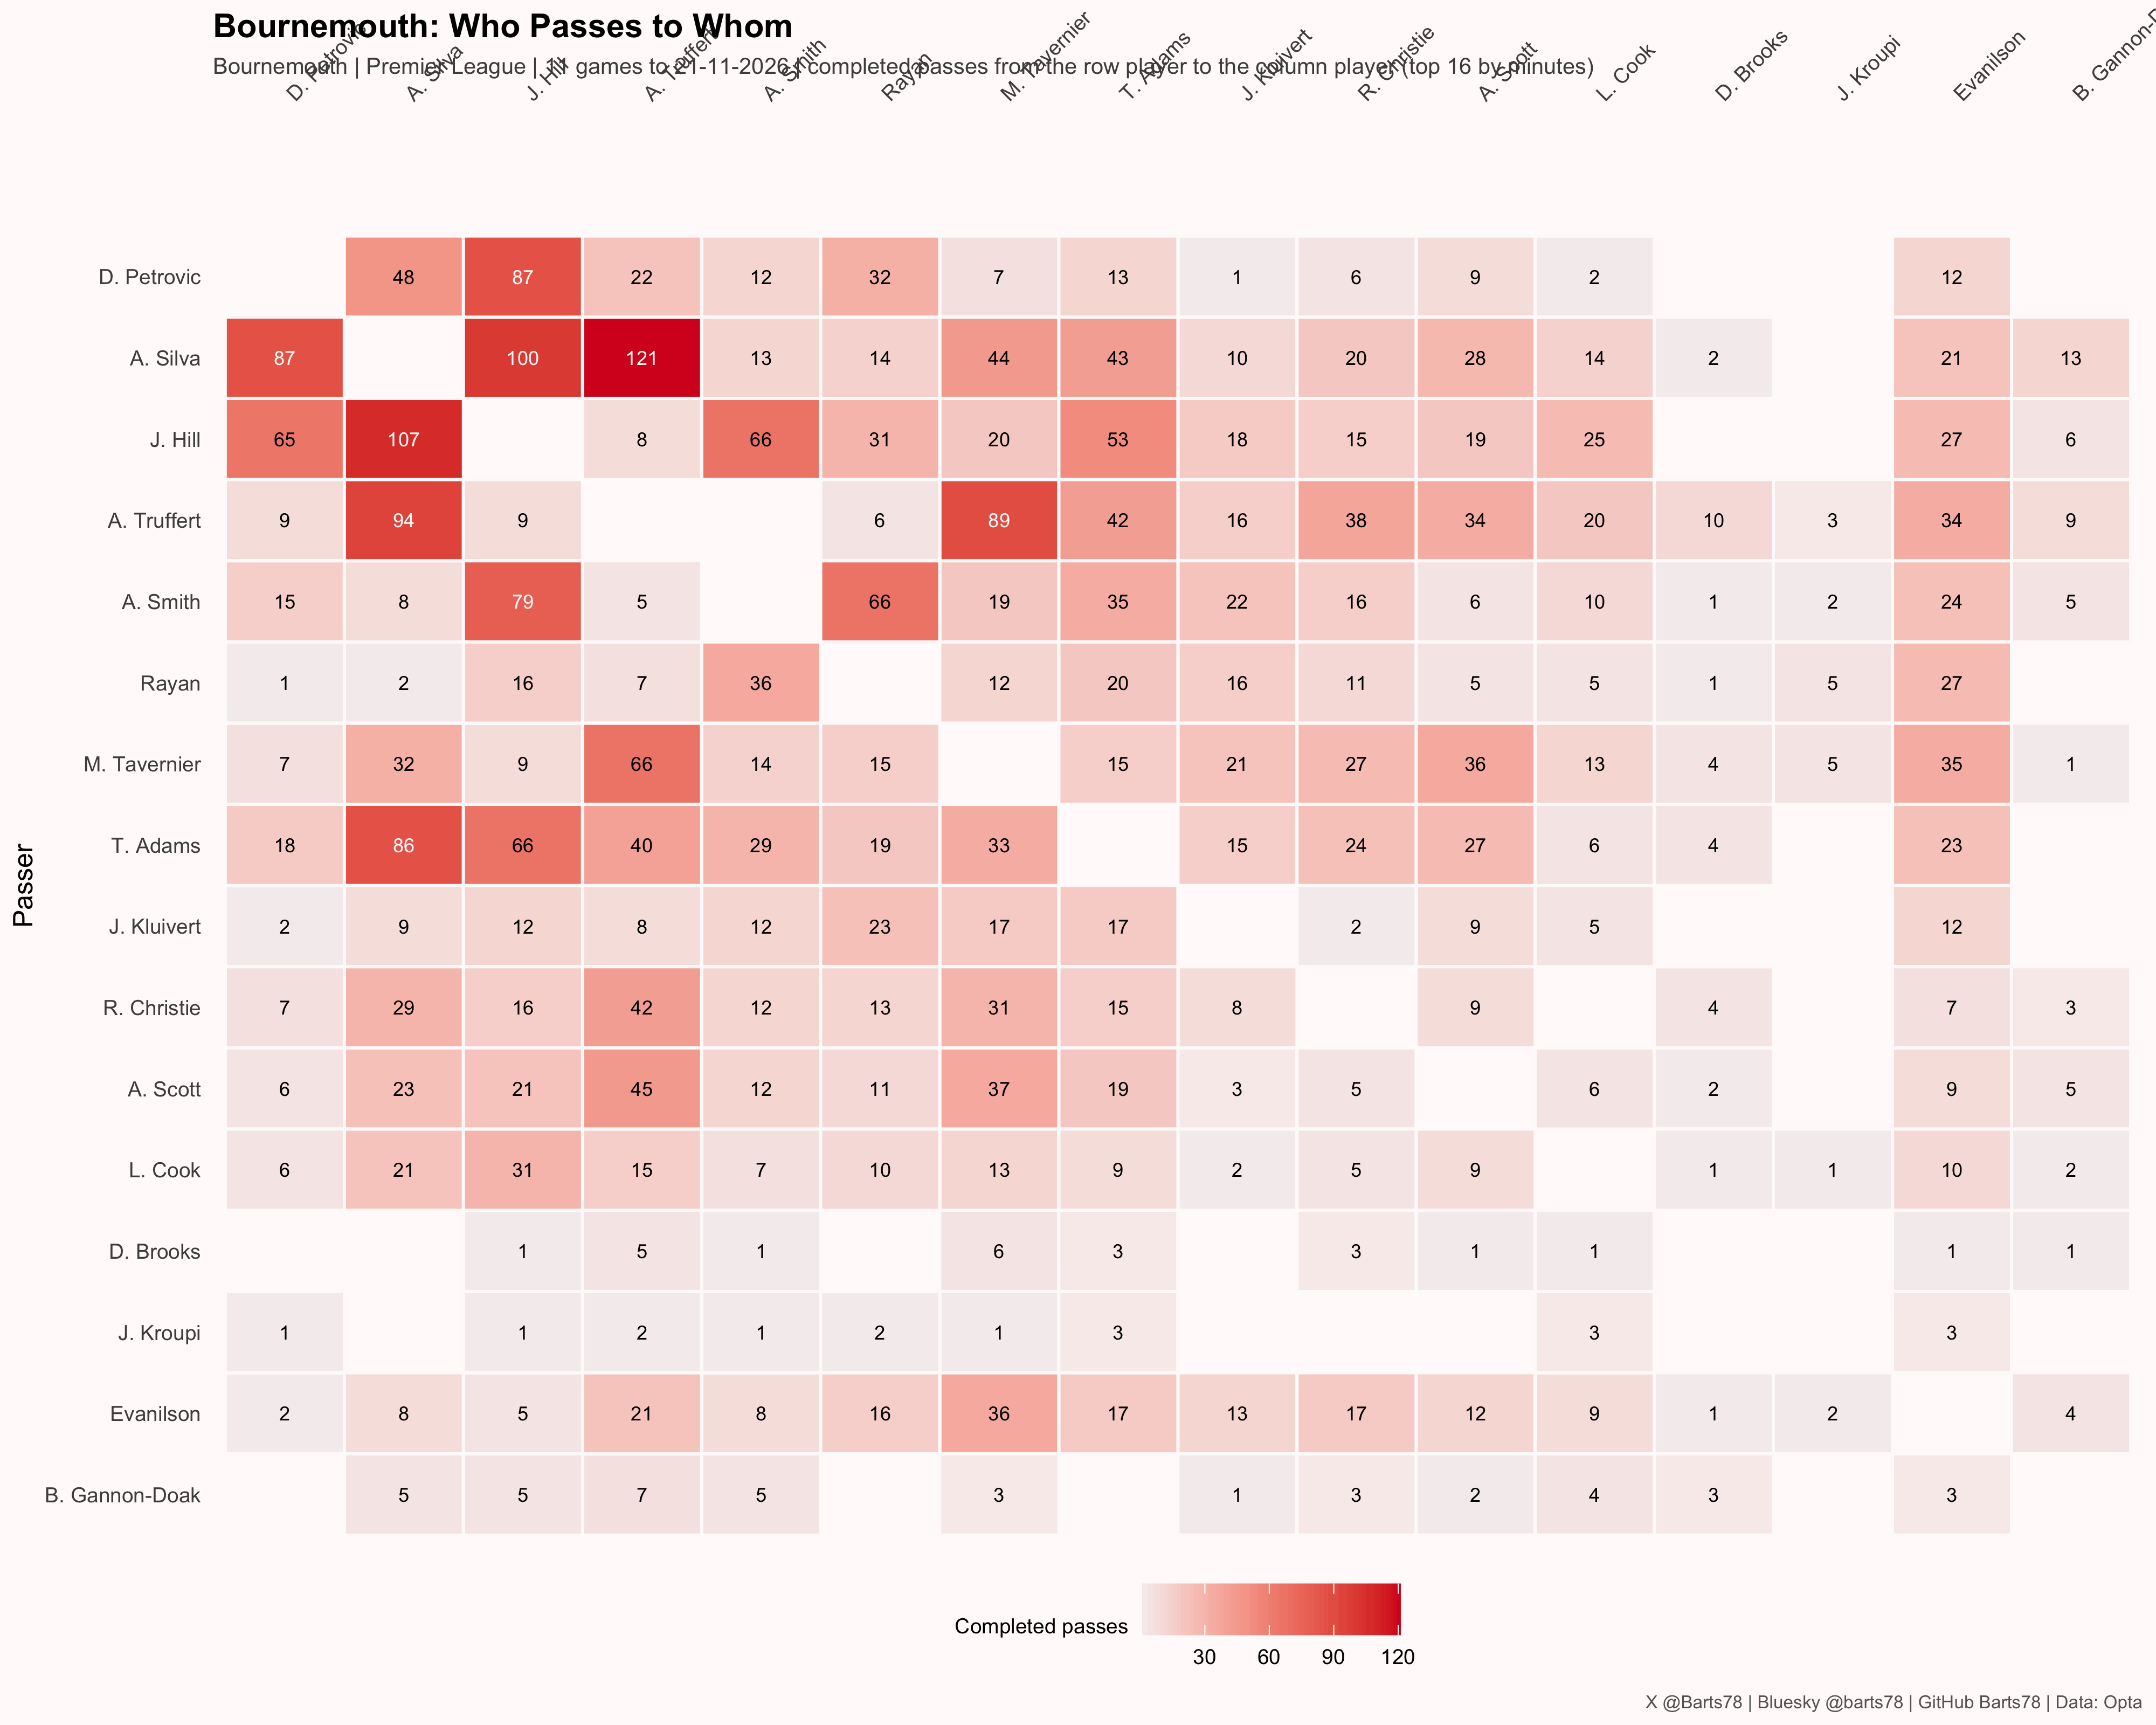 Bournemouth: Who Passes to Whom
Bournemouth | Premier League | games to 21-11-2026 | completed passes from the row player to the column player (top 16 by minutes)
D. Petrovic A. Silva J. Hill A. Truffert A. Smith Rayan M. Tavernier T. Adams J. Kluivert R. Christie A. Scott L. Cook D. Brooks J. Kroupi Evanilson B. Gannon-D
D. Petrovic 48 87 22 12 32 7 13 1 6 9 2 12
A. Silva 87 100 121 13 14 44 43 10 20 28 14 2 21 13
J. Hill 65 107 8 66 31 20 53 18 15 19 25 27 6
A. Truffert 9 94 9 6 89 42 16 38 34 20 10 3 34 9
A. Smith 15 8 79 5 66 19 35 22 16 6 10 1 2 24 5
Rayan 1 2 16 7 36 12 20 16 11 5 5 1 5 27
M. Tavernier 7 32 9 66 14 15 15 21 27 36 13 4 5 35 1
T. Adams 18 86 66 40 29 19 33 15 24 27 6 4 23
Passer
J. Kluivert 2 9 12 8 12 23 17 17 2 9 5 12
R. Christie 7 29 16 42 12 13 31 15 8 9 4 7 3
A. Scott 6 23 21 45 12 11 37 19 3 5 6 2 9 5
L. Cook 6 21 31 15 7 10 13 9 2 5 9 1 1 10 2
D. Brooks 1 5 1 6 3 3 1 1 1 1
J. Kroupi 1 1 2 1 2 1 3 3 3
Evanilson 2 8 5 21 8 16 36 17 13 17 12 9 1 2 4
B. Gannon-Doak 5 5 7 5 3 1 3 2 4 3 3
Completed passes
30 60 90 120
X @Barts78 | Bluesky @barts78 | GitHub Barts78 | Data: Opta